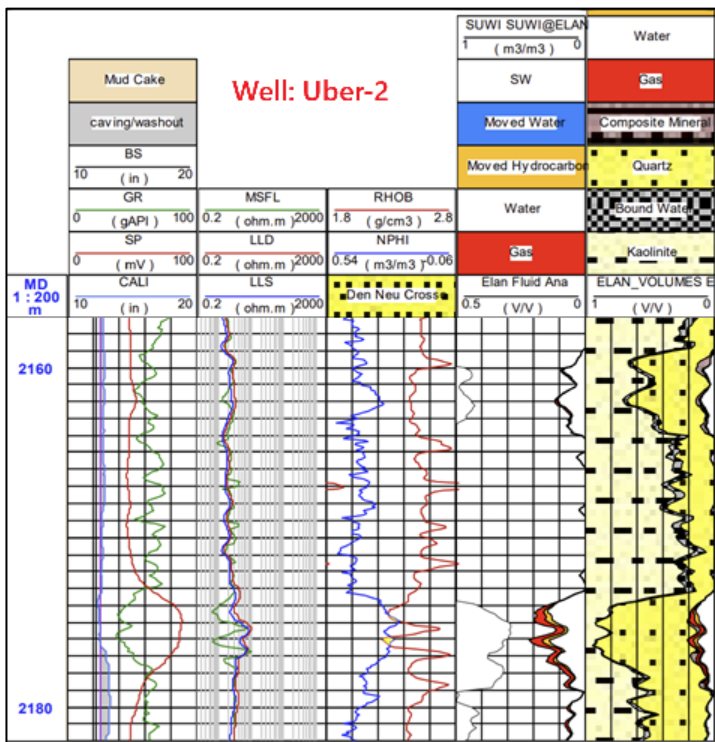 Well: Uber-2
Mud Cake
caving/washout
BS
10 (in) 20
GR
0 (gAPI) 100
SP
0 (mV) 100
CALI
10 (in) 20
MSFL
0.2 (ohm.m) 2000
LLD
0.2 (ohm.m) 2000
LLS
0.2 (ohm.m) 2000
RHOB
1.8 (g/cm3) 2.8
NPHI
0.54 (m3/m3) -0.06
Den Neu Cross
SUWI SUWI@ELAN
1 (m3/m3) 0
SW
Moved Water
Moved Hydrocarbon
Water
Gas
Elan Fluid Ana
0.5 (V/V) 0
Water
Gas
Composite Mineral
Quartz
Bound Water
Kaolinite
ELAN_VOLUMES E
1 (V/V) 0
MD
1 : 200
m
2160
2180